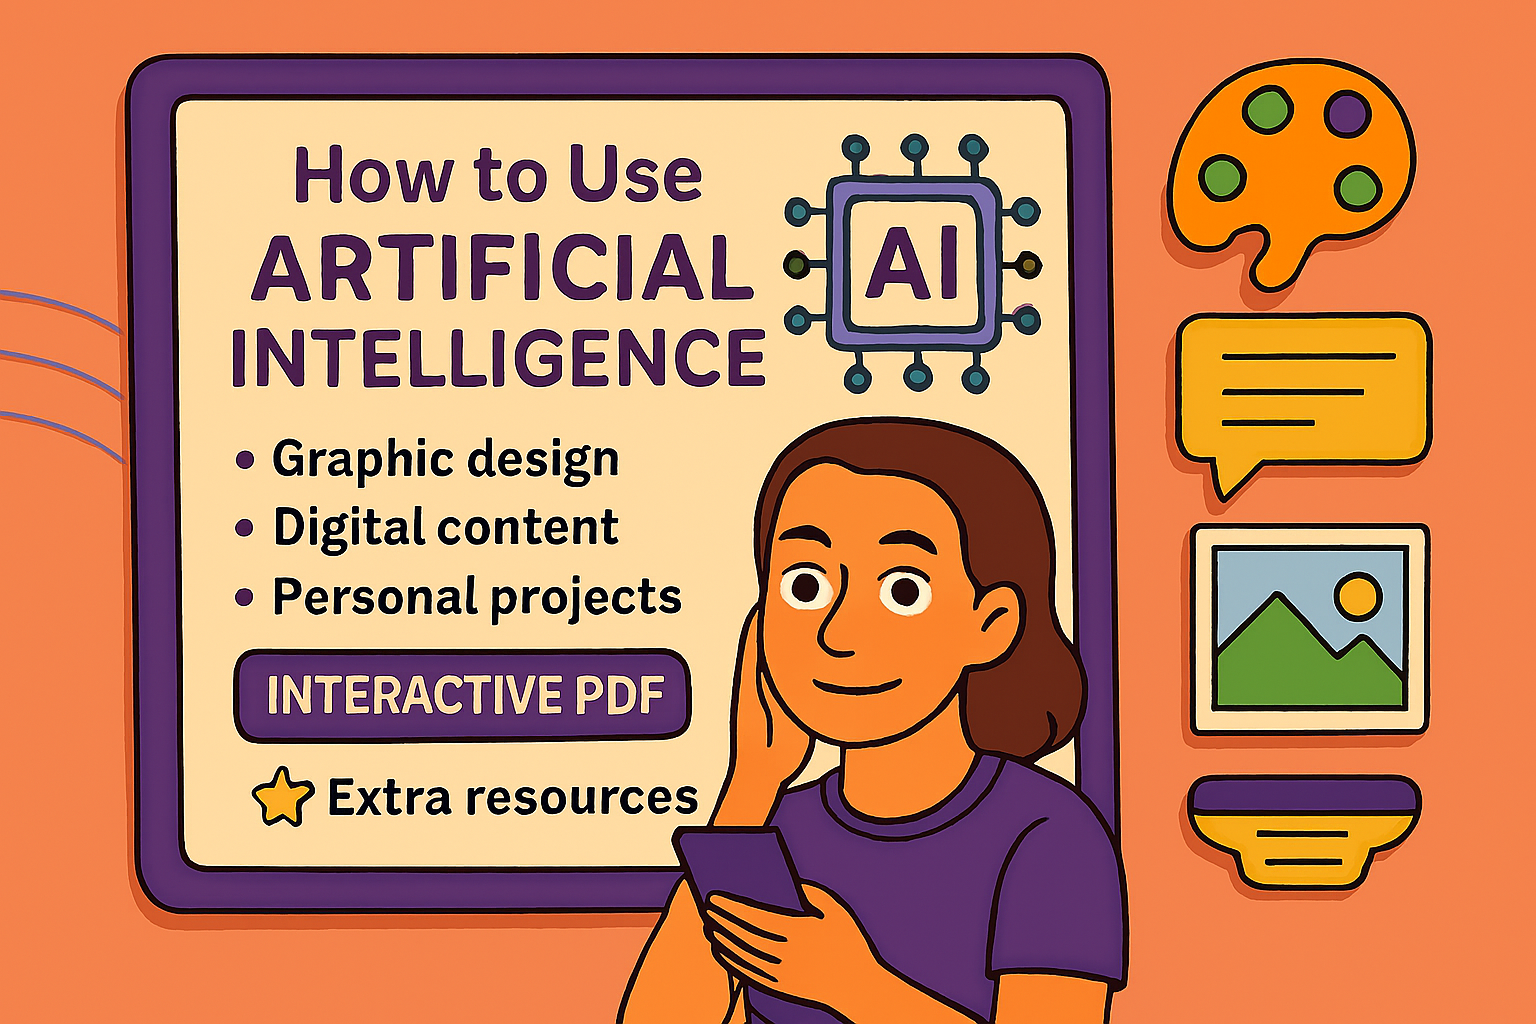 How to Use
ARTIFICIAL
INTELLIGENCE
AI
• Graphic design
• Digital content
• Personal projects
INTERACTIVE PDF
Extra resources